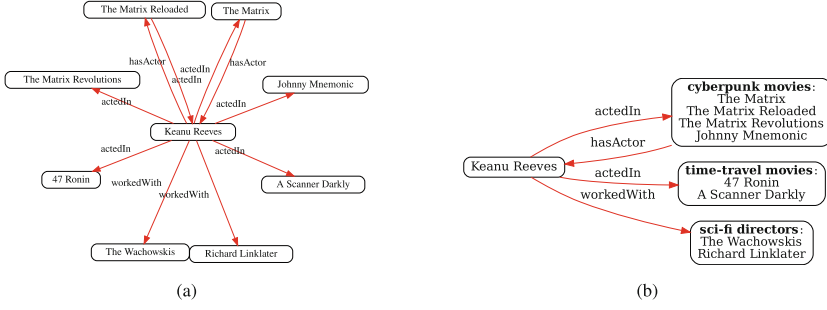 The Matrix Reloaded
The Matrix
hasActor
actedIn
hasActor
actedIn
The Matrix Revolutions
Johnny Mnemonic
actedIn
actedIn
Keanu Reeves
actedIn
actedIn
47 Ronin
workedWith
A Scanner Darkly
workedWith
The Wachowskis
Richard Linklater
(a)
cyberpunk movies:
The Matrix
The Matrix Reloaded
The Matrix Revolutions
Johnny Mnemonic
actedIn
hasActor
Keanu Reeves
actedIn
time-travel movies:
47 Ronin
A Scanner Darkly
workedWith
sci-fi directors:
The Wachowskis
Richard Linklater
(b)